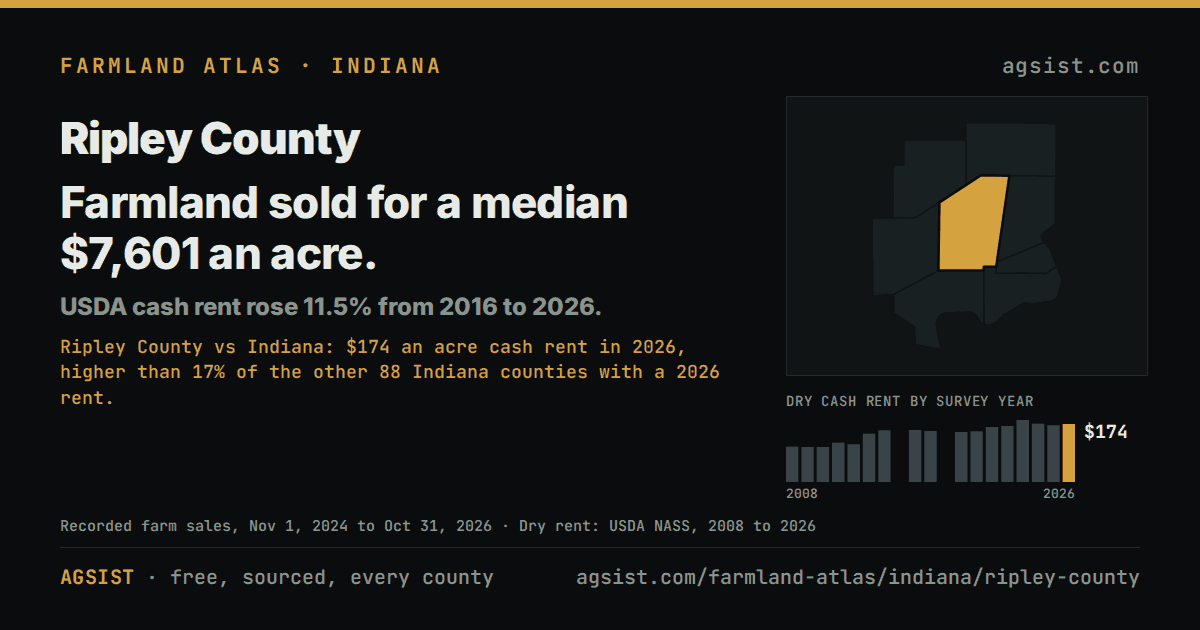 FARMLAND ATLAS · INDIANA
agsist.com
Ripley County
Farmland sold for a median
$7,601 an acre.
USDA cash rent rose 11.5% from 2016 to 2026.
Ripley County vs Indiana: $174 an acre cash rent in 2026,
higher than 17% of the other 88 Indiana counties with a 2026
rent.
DRY CASH RENT BY SURVEY YEAR
$174
2008
2026
Recorded farm sales, Nov 1, 2024 to Oct 31, 2026 · Dry rent: USDA NASS, 2008 to 2026
AGSIST · free, sourced, every county
agsist.com/farmland-atlas/indiana/ripley-county